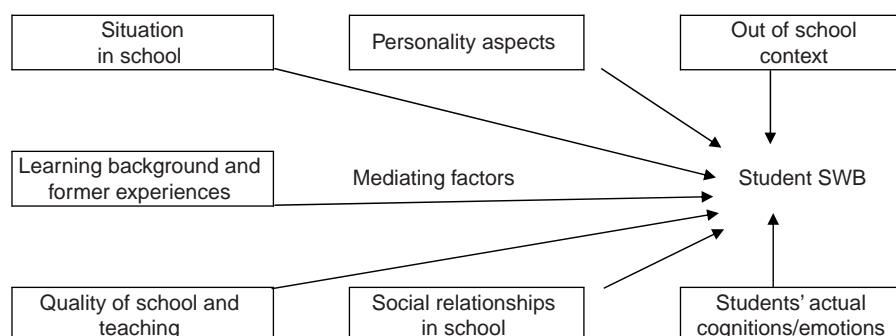 Situation
in school
Personality aspects
Out of school
context
Learning background and
former experiences
Mediating factors
Student SWB
Quality of school and
teaching
Social relationships
in school
Students’ actual
cognitions/emotions